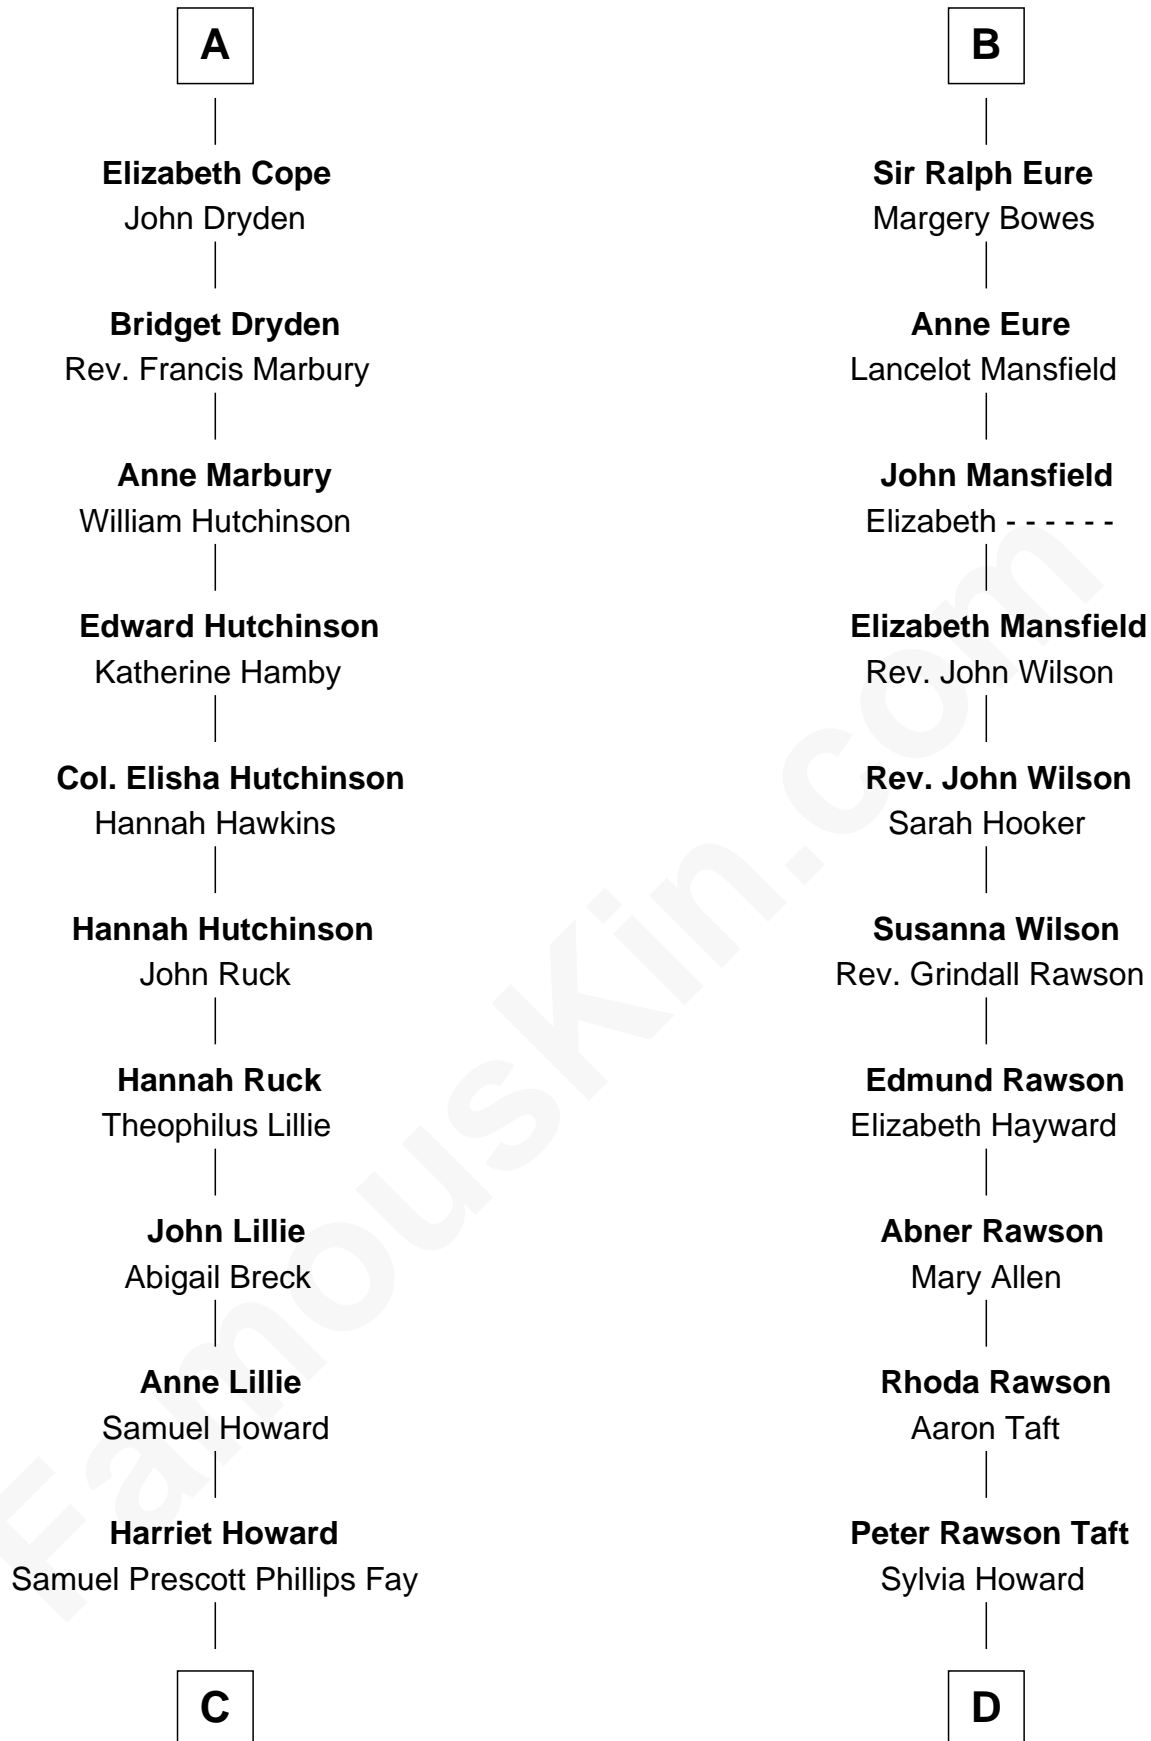 A
Elizabeth Cope
John Dryden
Bridget Dryden
Rev. Francis Marbury
Anne Marbury
William Hutchinson
Edward Hutchinson
Katherine Hamby
Col. Elisha Hutchinson
Hannah Hawkins
Hannah Hutchinson
John Ruck
Hannah Ruck
Theophilus Lillie
John Lillie
Abigail Breck
Anne Lillie
Samuel Howard
Harriet Howard
Samuel Prescott Phillips Fay
C
B
Sir Ralph Eure
Margery Bowes
Anne Eure
Lancelot Mansfield
John Mansfield
Elizabeth - - - - - -
Elizabeth Mansfield
Rev. John Wilson
Rev. John Wilson
Sarah Hooker
Susanna Wilson
Rev. Grindall Rawson
Edmund Rawson
Elizabeth Hayward
Abner Rawson
Mary Allen
Rhoda Rawson
Aaron Taft
Peter Rawson Taft
Sylvia Howard
D
FamousKin.com